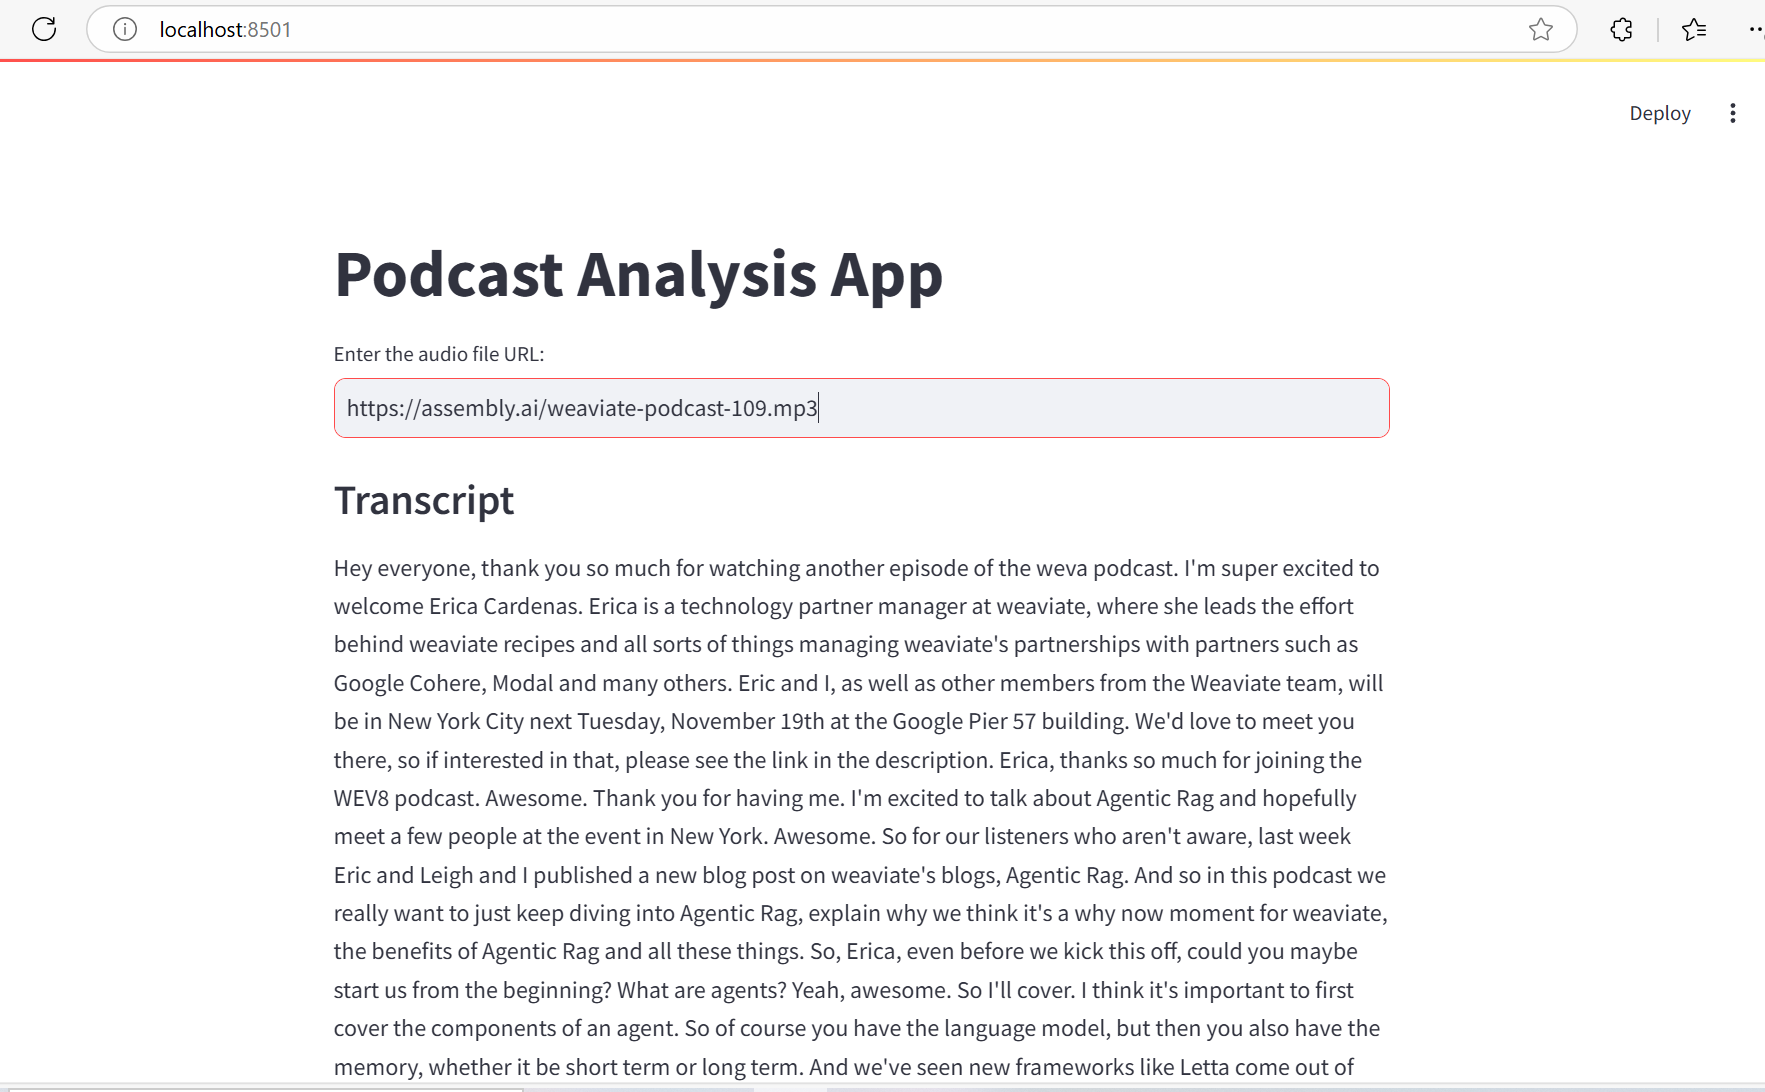 localhost:8501
Deploy
Podcast Analysis App
Enter the audio file URL:
https://assembly.ai/weaviate-podcast-109.mp3
Transcript
Hey everyone, thank you so much for watching another episode of the weva podcast. I'm super excited to
welcome Erica Cardenas. Erica is a technology partner manager at weaviate, where she leads the effort
behind weaviate recipes and all sorts of things managing weaviate's partnerships with partners such as
Google Cohere, Modal and many others. Eric and I, as well as other members from the Weaviate team, will
be in New York City next Tuesday, November 19th at the Google Pier 57 building. We'd love to meet you
there, so if interested in that, please see the link in the description. Erica, thanks so much for joining the
WEV8 podcast. Awesome. Thank you for having me. I'm excited to talk about Agentic Rag and hopefully
meet a few people at the event in New York. Awesome. So for our listeners who aren't aware, last week
Eric and Leigh and I published a new blog post on weaviate's blogs, Agentic Rag. And so in this podcast we
really want to just keep diving into Agentic Rag, explain why we think it's a why now moment for weaviate,
the benefits of Agentic Rag and all these things. So, Erica, even before we kick this off, could you maybe
start us from the beginning? What are agents? Yeah, awesome. So I'll cover. I think it's important to first
cover the components of an agent. So of course you have the language model, but then you also have the
memory, whether it be short term or long term. And we've seen new frameworks like Letta come out of